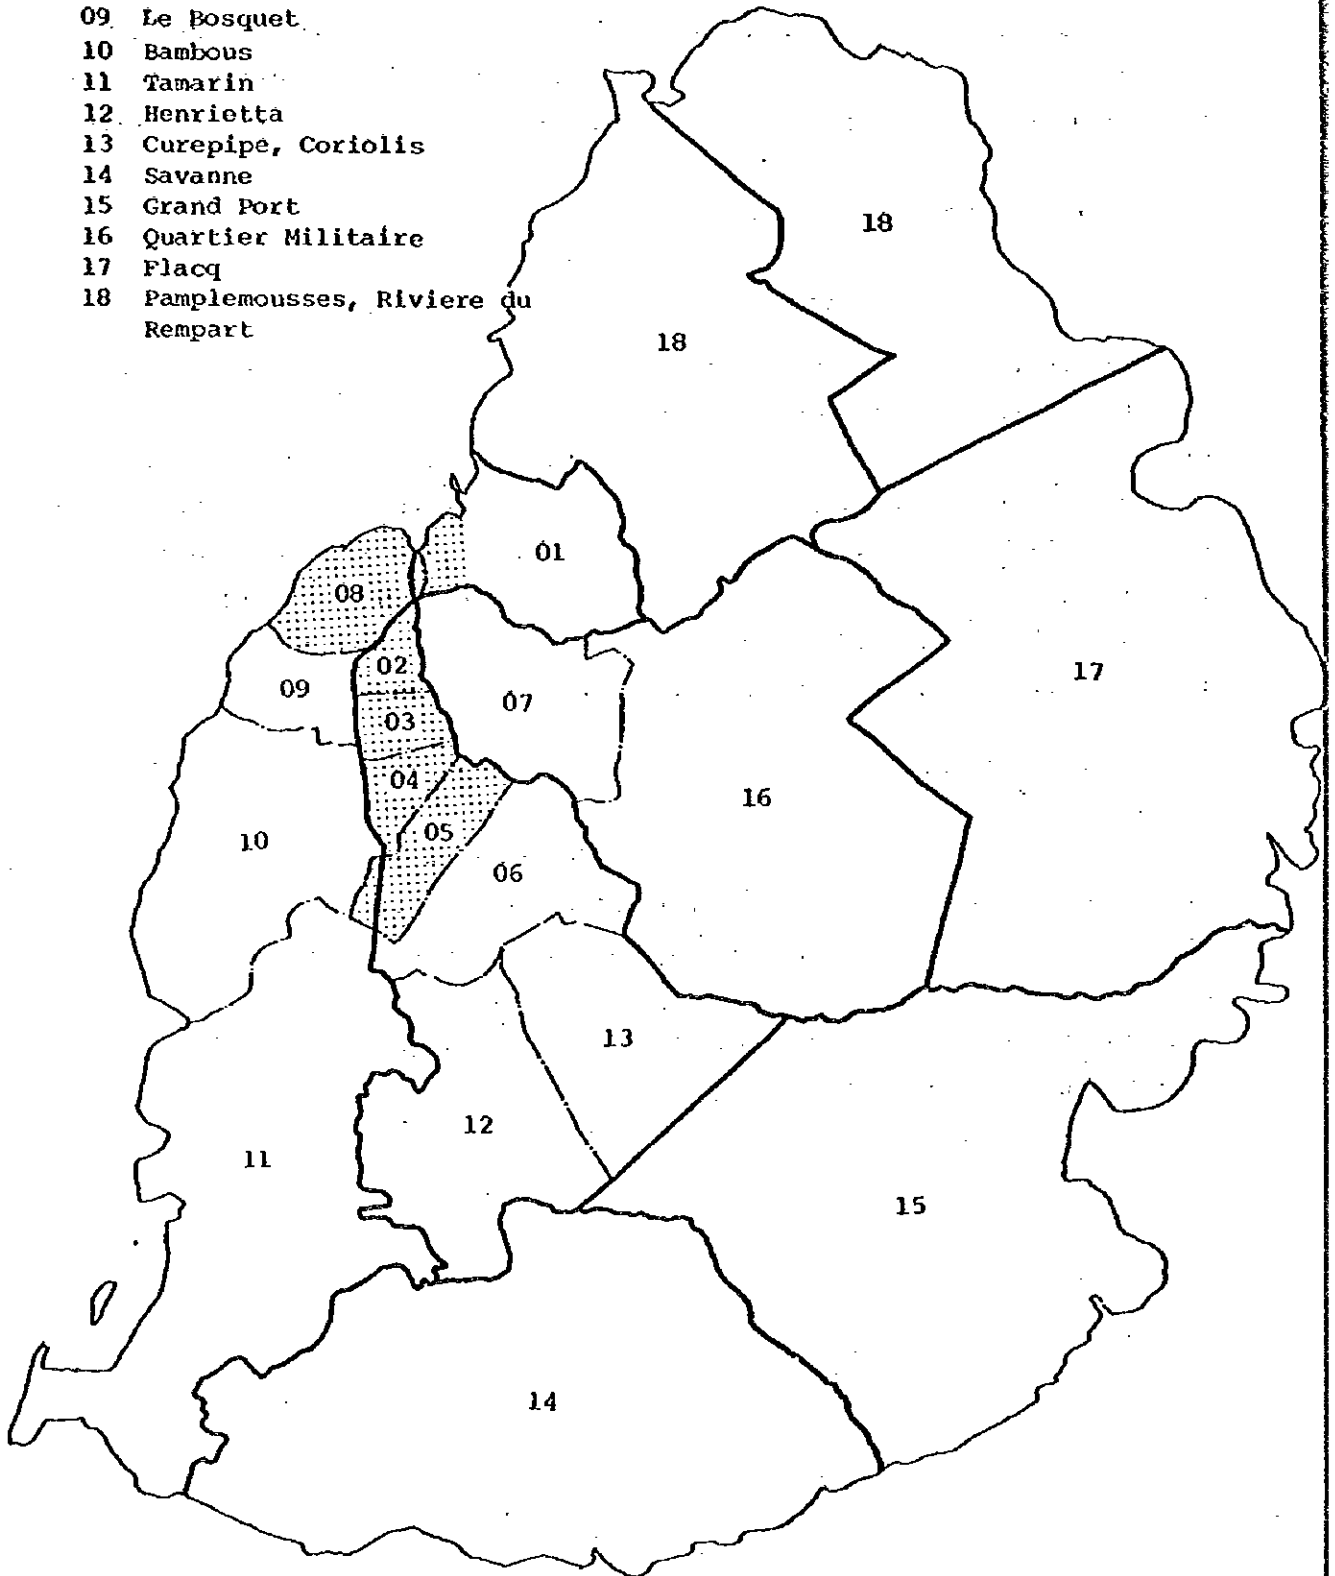 09 Le Bosquet
10 Bambous
11 Tamarin
12 Henrietta
13 Curepipe, Coriolis
14 Savanne
15 Grand Port
16 Quartier Militaire
17 Flacq
18 Pamplemousses, Riviere du
Rempart
18
18
01
08
02
09
17
03
07
04
16
05
10
06
13
12
11
15
14